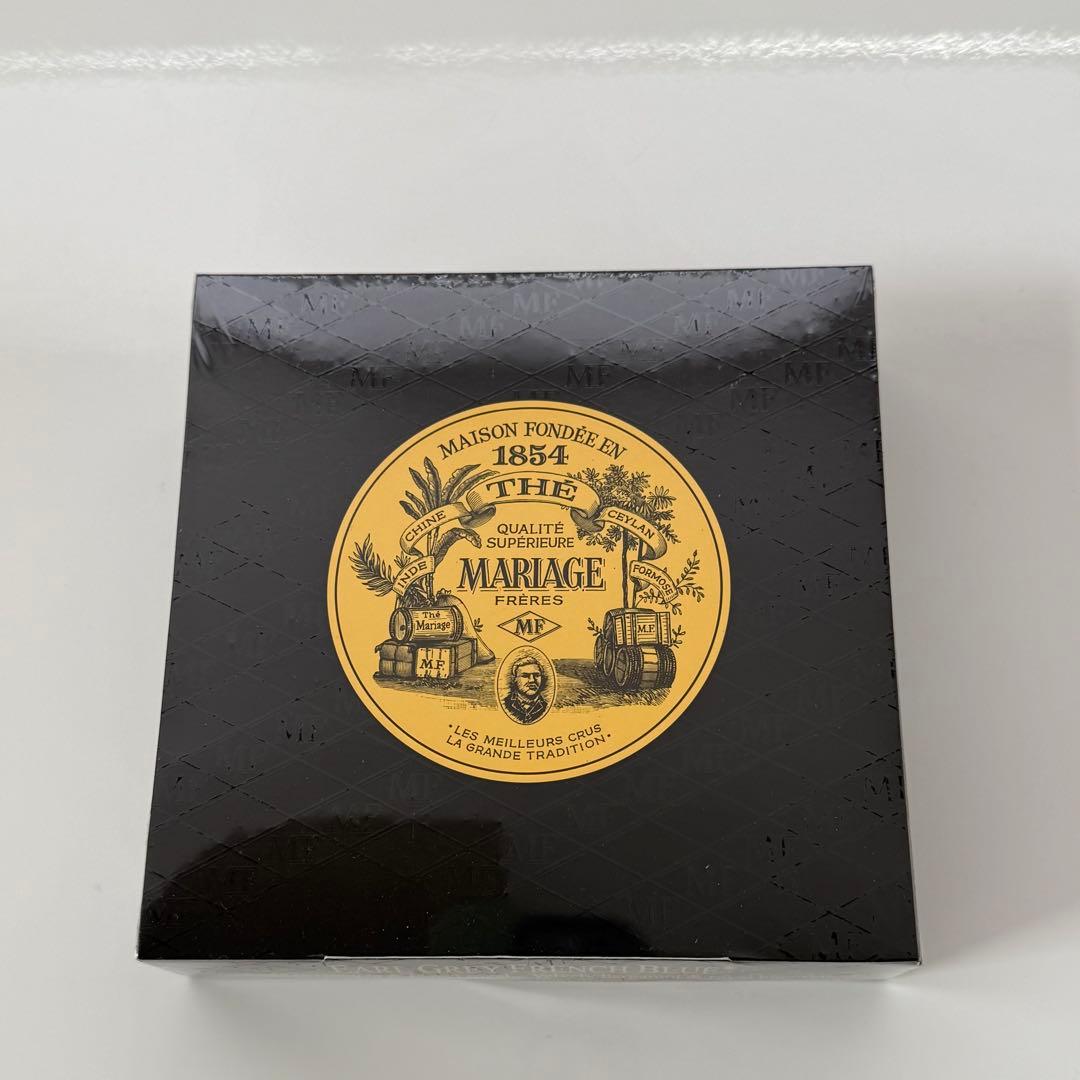 MAISON FONDÉE EN
1854
THÉ
CHINE
CEYLAN
INDE
FORMOSE
QUALITÉ
SUPÉRIEURE
MARIAGE
FRÈRES
MF
Thé
Mariage
M.F
M.F
•LES MEILLEURS CRUS
LA GRANDE TRADITION•
EARL GREY FRENCH BLUE